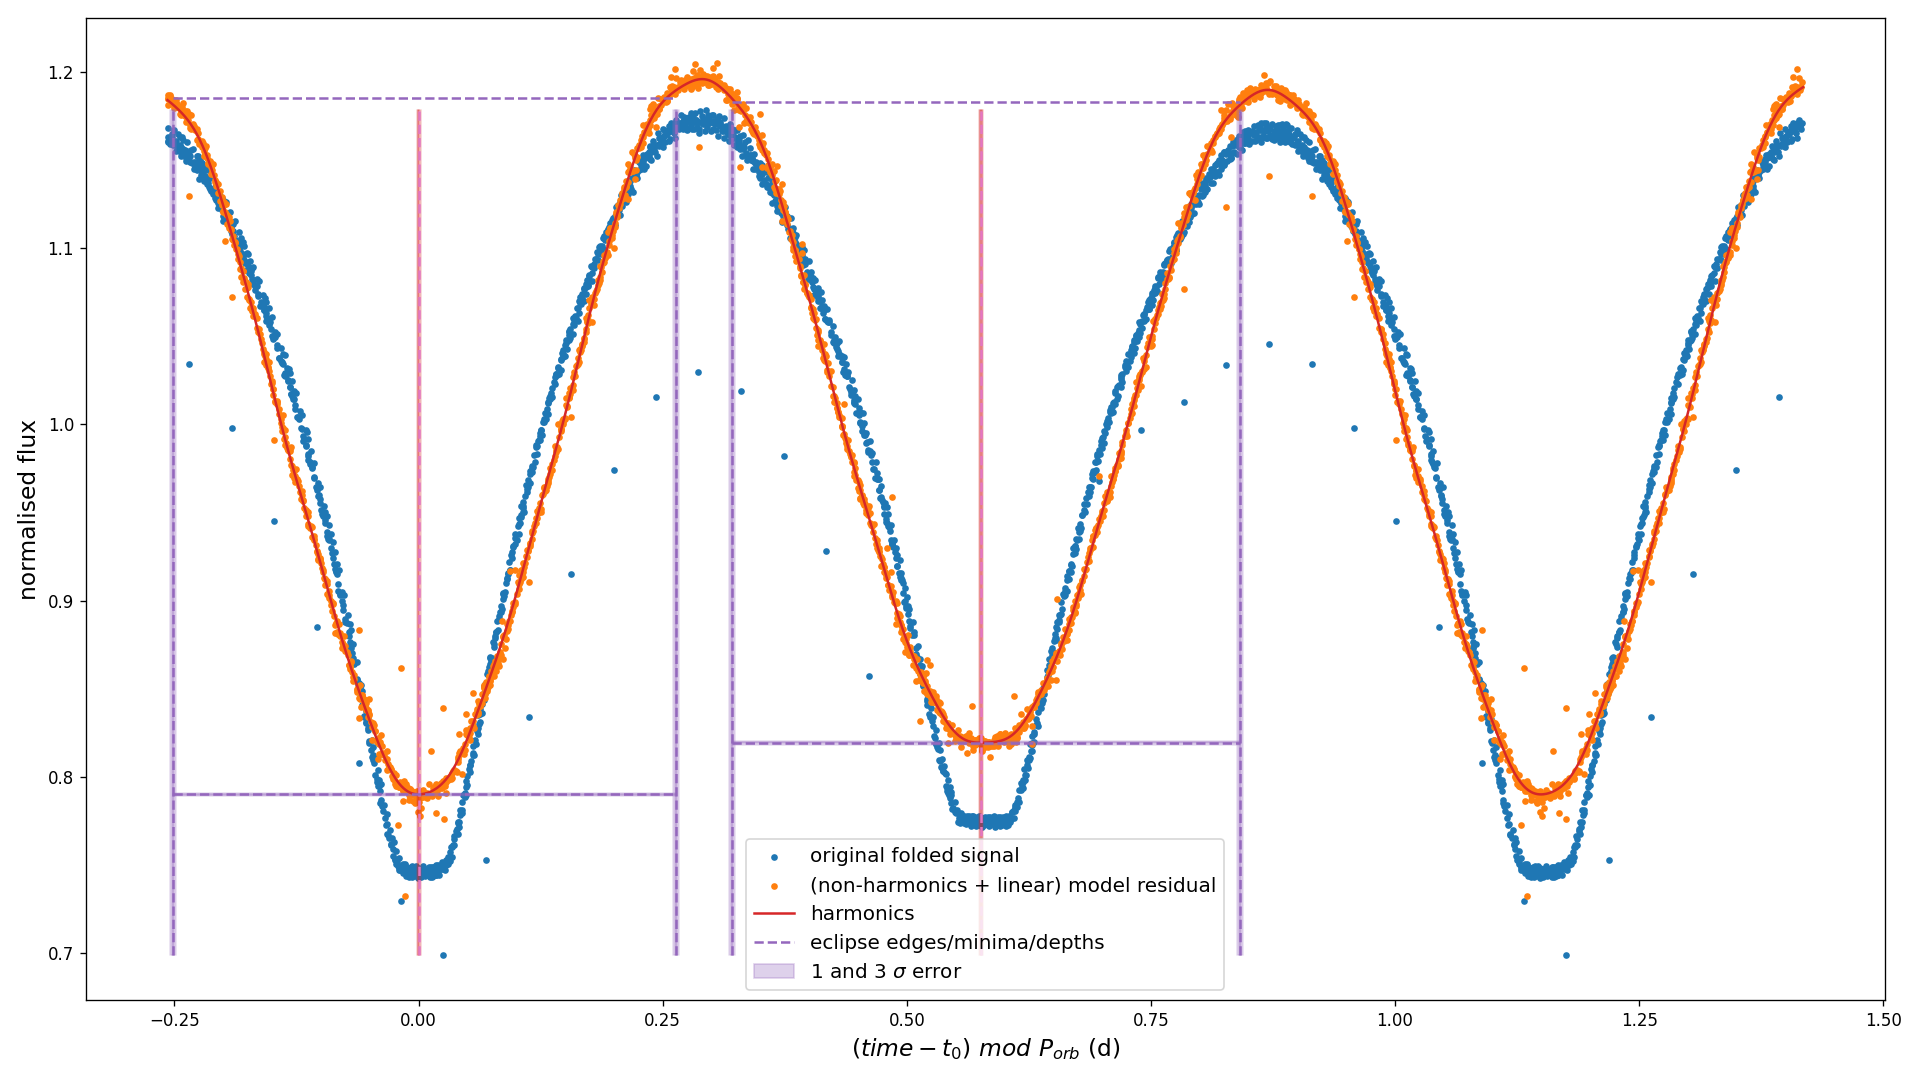 normalised flux
1.2
1.1
1.0
0.9
0.8
0.7
original folded signal
(non-harmonics + linear) model residual
harmonics
eclipse edges/minima/depths
1 and 3 σ error
−0.25 0.00 0.25 0.50 0.75 1.00 1.25 1.50
(time − t₀) mod Pₒᵣb (d)